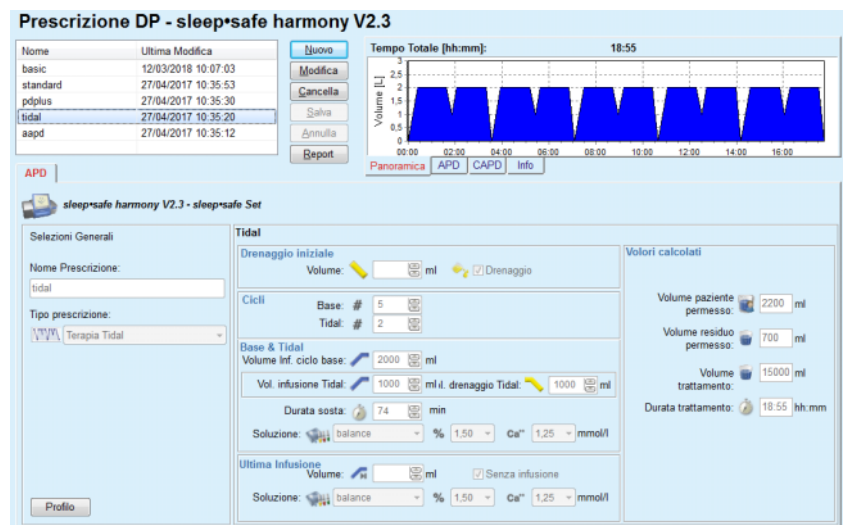 Prescrizione DP - sleep•safe harmony V2.3
Nome Ultima Modifica
basic 12/03/2018 10:07:03
standard 27/04/2017 10:35:53
pdplus 27/04/2017 10:35:30
tidal 27/04/2017 10:35:20
aapd 27/04/2017 10:35:12
Nuovo
Modifica
Cancella
Salva
Annulla
Report
Tempo Totale [hh:mm]: 18:55
Volume [L]
3
2,5
2
1,5
1
0,5
0
00:00 02:00 04:00 06:00 08:00 10:00 12:00 14:00 16:00
Panoramica APD CAPD Info
APD
sleep•safe harmony V2.3 - sleep•safe Set
Selezioni Generali
Nome Prescrizione:
tidal
Tipo prescrizione:
Terapia Tidal
Profilo
Tidal
Drenaggio iniziale
Volume: ml Drenaggio
Cicli
Base: # 5
Tidal: # 2
Base & Tidal
Volume Inf. ciclo base: 2000 ml
Vol. infusione Tidal: 1000 ml il. drenaggio Tidal: 1000 ml
Durata sosta: 74 min
Soluzione: balance % 1,50 Ca⁺⁺ 1,25 mmol/l
Ultima Infusione
Volume: ml Senza infusione
Soluzione: balance % 1,50 Ca⁺⁺ 1,25 mmol/l
Volori calcolati
Volume paziente
permesso: 2200 ml
Volume residuo
permesso: 700 ml
Volume
trattamento: 15000 ml
Durata trattamento: 18:55 hh:mm